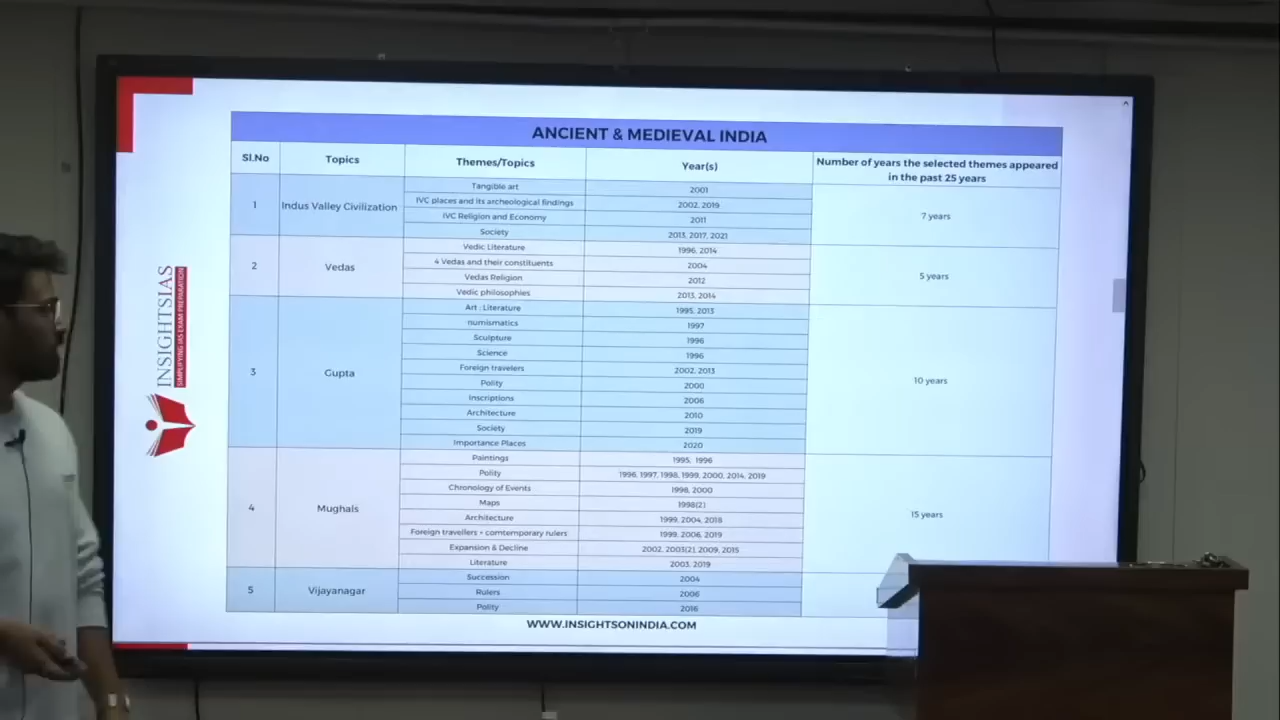 ANCIENT & MEDIEVAL INDIA
Sl.No Topics Themes/Topics Year(s) Number of years the selected themes appeared in the past 25 years
1 Indus Valley Civilization 7 years
Tangible art 2001
IVC places and its archeological findings 2002, 2019
IVC Religion and Economy 2011
Society 2013, 2017, 2021
2 Vedas 5 years
Vedic Literature 1996, 2014
4 Vedas and their constituents 2004
Vedas Religion 2012
Vedic philosophies 2013, 2014
3 Gupta 10 years
Art : Literature 1995, 2013
numismatics 1997
Sculpture 1996
Science 1996
Foreign travelers 2002, 2013
Polity 2000
Inscriptions 2006
Architecture 2010
Society 2019
Importance Places 2020
4 Mughals 15 years
Paintings 1995, 1996
Polity 1996, 1997, 1998, 1999, 2000, 2014, 2019
Chronology of Events 1998, 2000
Maps 1998(2)
Architecture 1999, 2004, 2018
Foreign travellers + comtemporary rulers 1999, 2006, 2019
Expansion & Decline 2002, 2003(2), 2009, 2015
Literature 2003, 2019
5 Vijayanagar
Succession 2004
Rulers 2006
Polity 2016
WWW.INSIGHTSONINDIA.COM
INSIGHTSIAS
SIMPLIFYING IAS EXAM PREPARATION